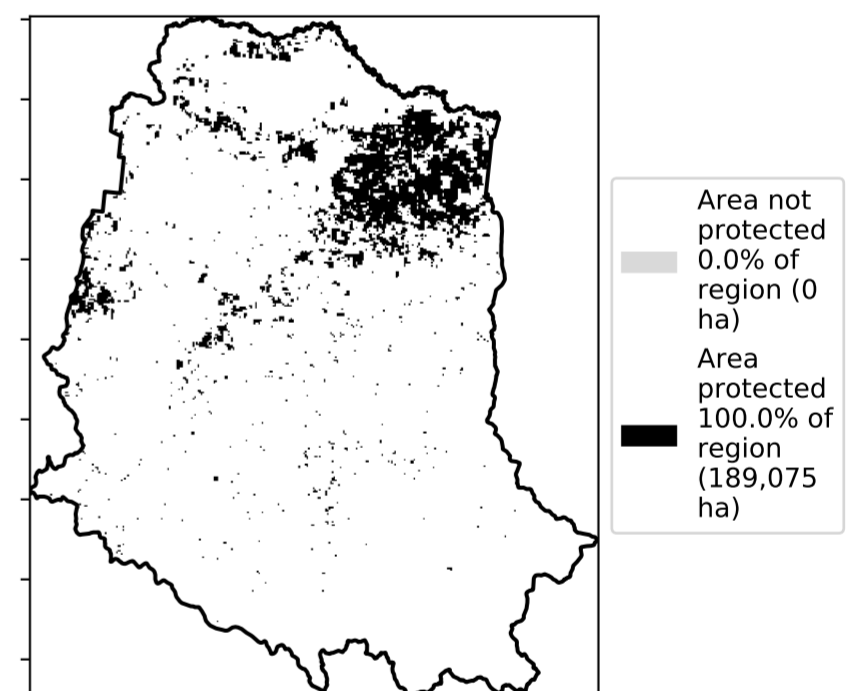 Area not
protected
0.0% of
region (0
ha)
Area
protected
100.0% of
region
(189,075
ha)